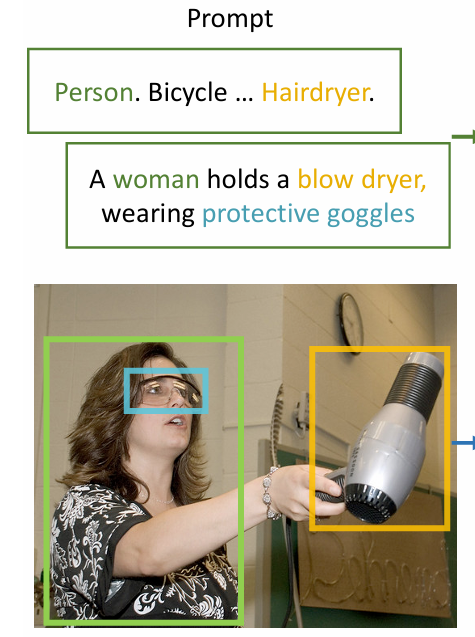 Prompt
Person. Bicycle ... Hairdryer.
A woman holds a blow dryer,
wearing protective goggles